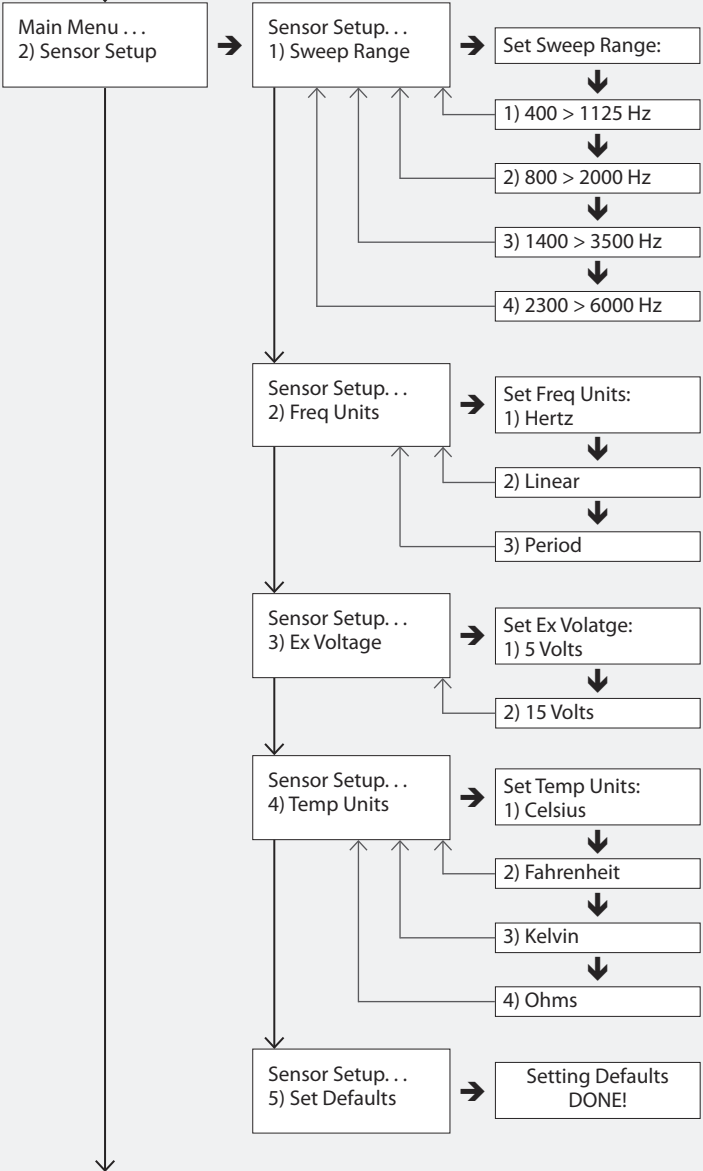 Main Menu . . .
2) Sensor Setup
Sensor Setup. . .
1) Sweep Range
Set Sweep Range:
1) 400 > 1125 Hz
2) 800 > 2000 Hz
3) 1400 > 3500 Hz
4) 2300 > 6000 Hz
Sensor Setup. . .
2) Freq Units
Set Freq Units:
1) Hertz
2) Linear
3) Period
Sensor Setup. . .
3) Ex Voltage
Set Ex Volatge:
1) 5 Volts
2) 15 Volts
Sensor Setup. . .
4) Temp Units
Set Temp Units:
1) Celsius
2) Fahrenheit
3) Kelvin
4) Ohms
Sensor Setup. . .
5) Set Defaults
Setting Defaults
DONE!